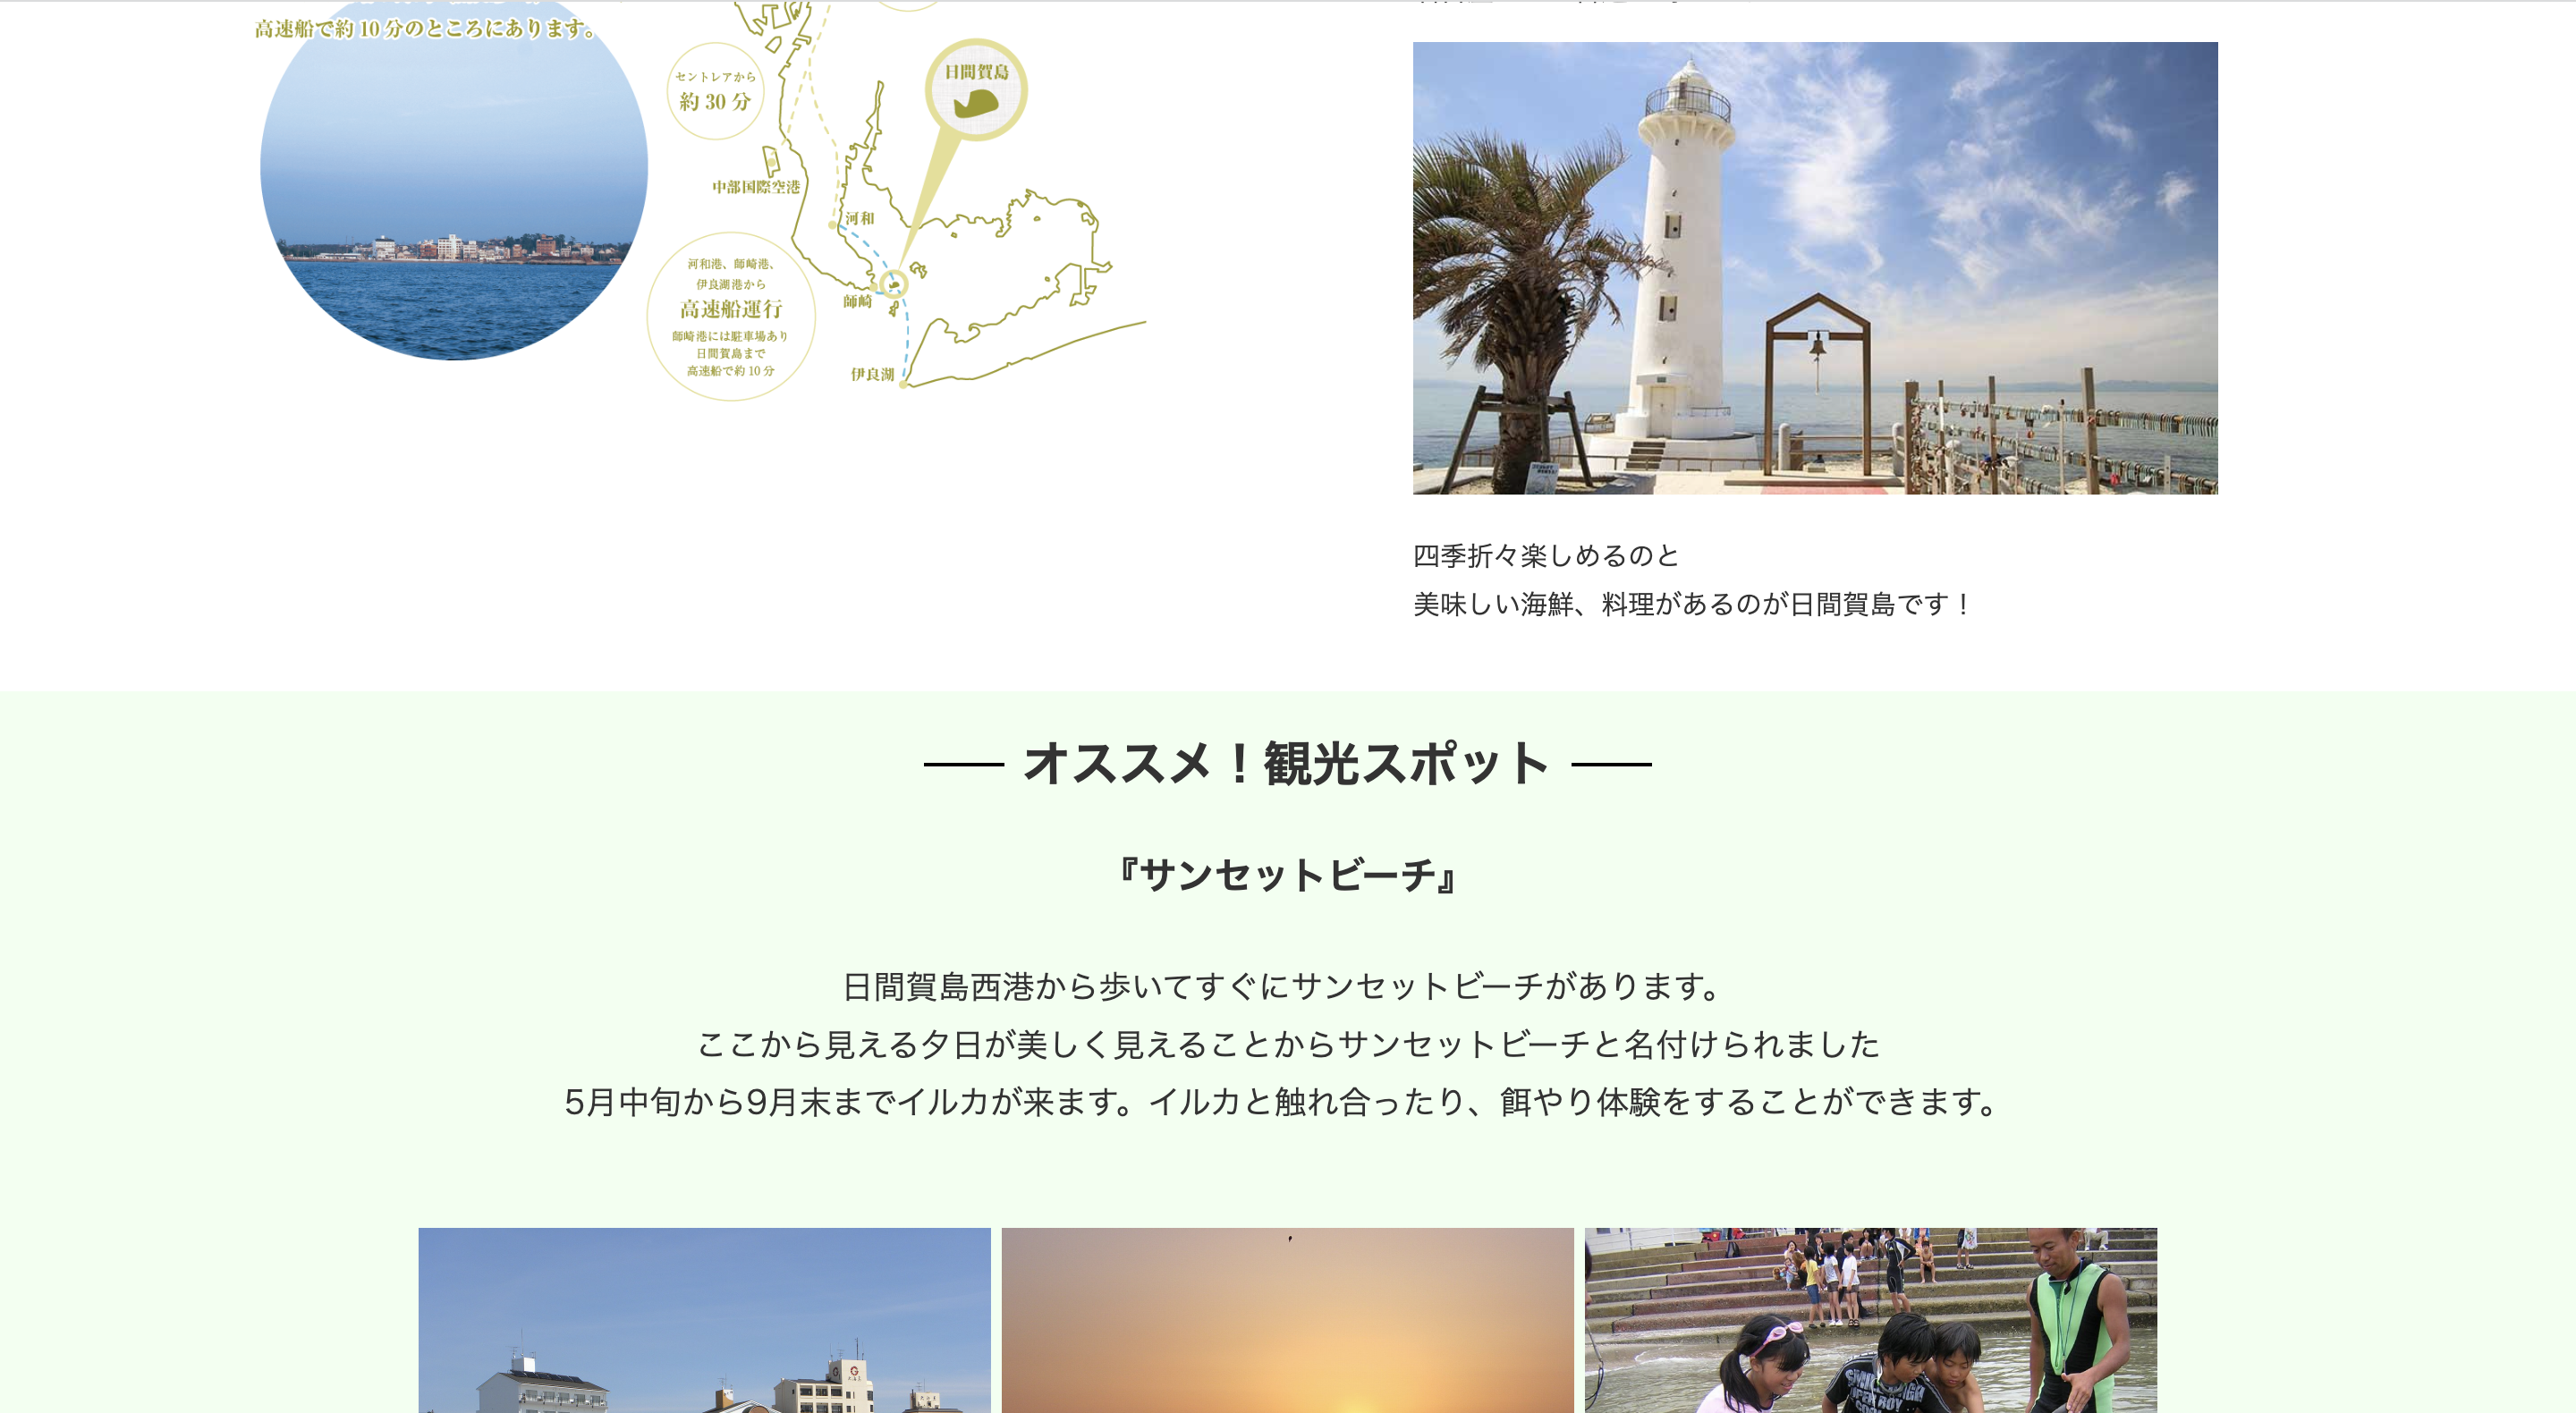 高速船で約10分のところにあります。
セントレアから
約30分
日間賀島
中部国際空港
河和
河和港、師崎港、
伊良湖港から
高速船運行
師崎港には駐車場あり
日間賀島まで
高速船で約10分
師崎
伊良湖
四季折々楽しめるのと
美味しい海鮮、料理があるのが日間賀島です！
オススメ！観光スポット
『サンセットビーチ』
日間賀島西港から歩いてすぐにサンセットビーチがあります。
ここから見える夕日が美しく見えることからサンセットビーチと名付けられました
5月中旬から9月末までイルカが来ます。イルカと触れ合ったり、餌やり体験をすることができます。